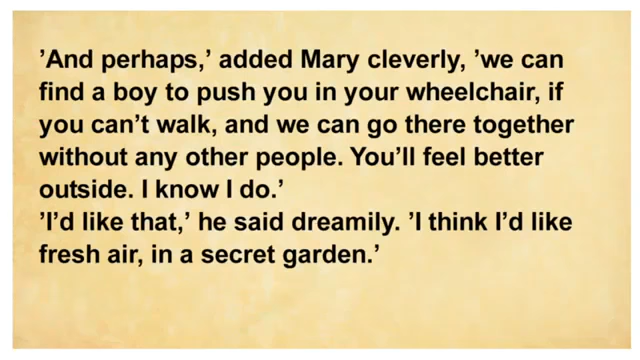 ’And perhaps,’ added Mary cleverly, ’we can
find a boy to push you in your wheelchair, if
you can’t walk, and we can go there together
without any other people. You’ll feel better
outside. I know I do.’
’I’d like that,’ he said dreamily. ’I think I’d like
fresh air, in a secret garden.’